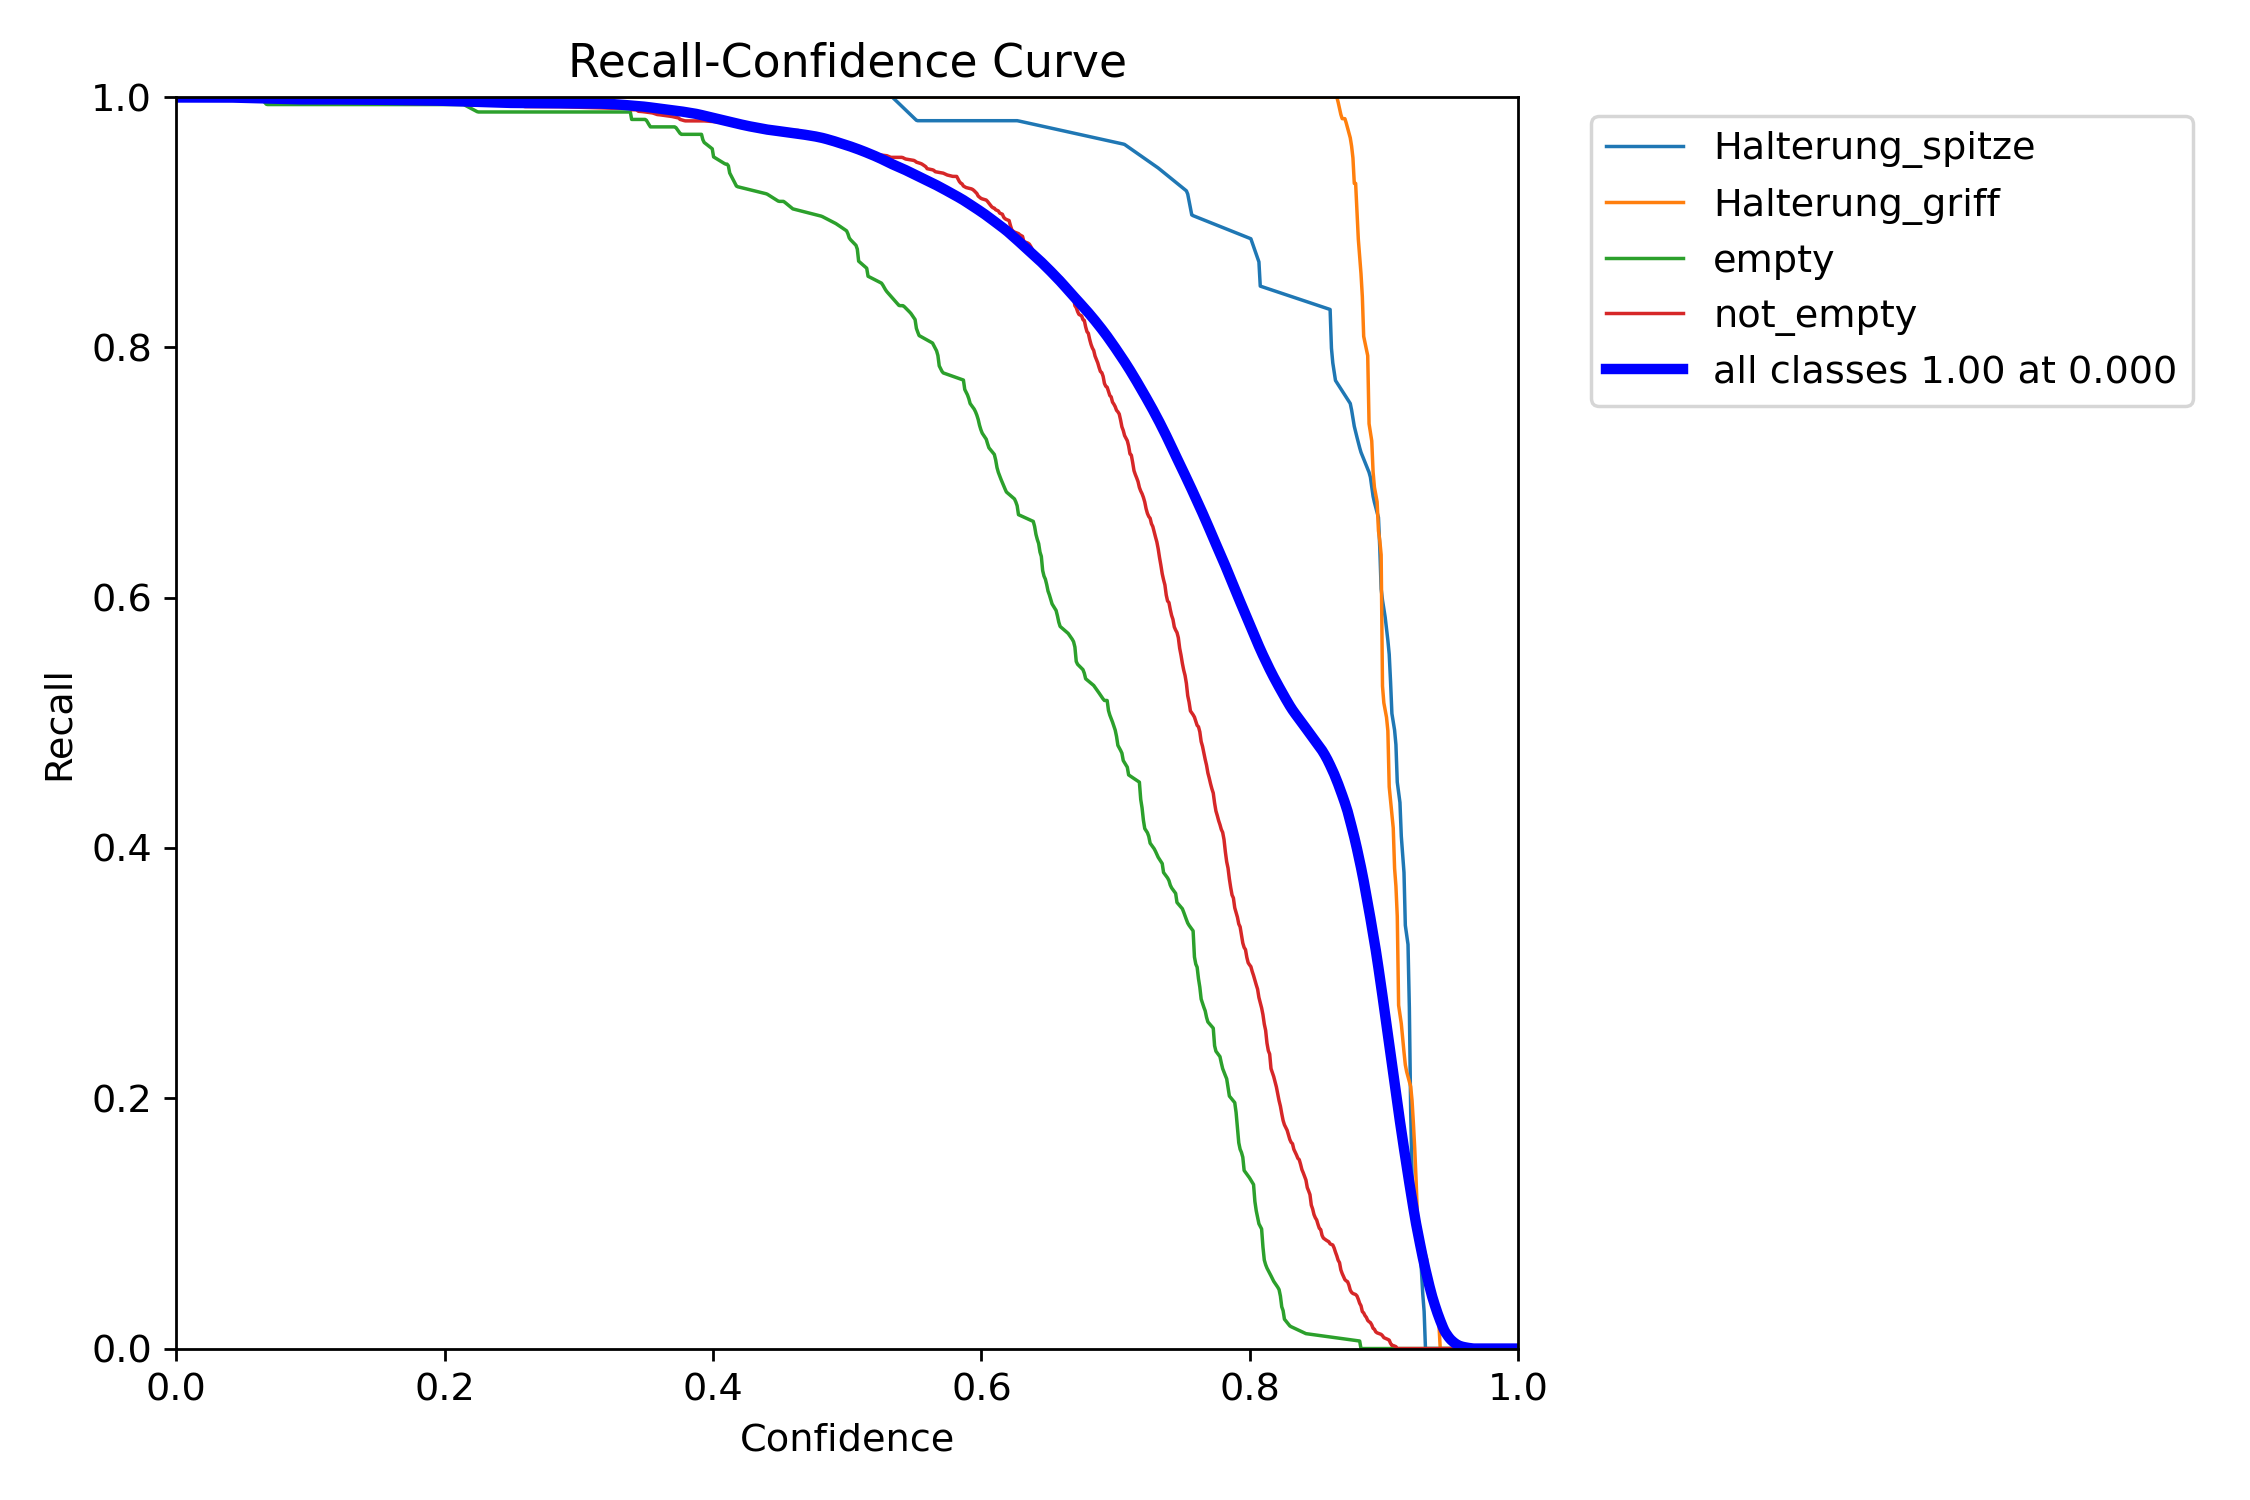 Recall-Confidence Curve
1.0
0.8
0.6
0.4
0.2
0.0
Recall
0.0 0.2 0.4 0.6 0.8 1.0
Confidence
Halterung_spitze
Halterung_griff
empty
not_empty
all classes 1.00 at 0.000